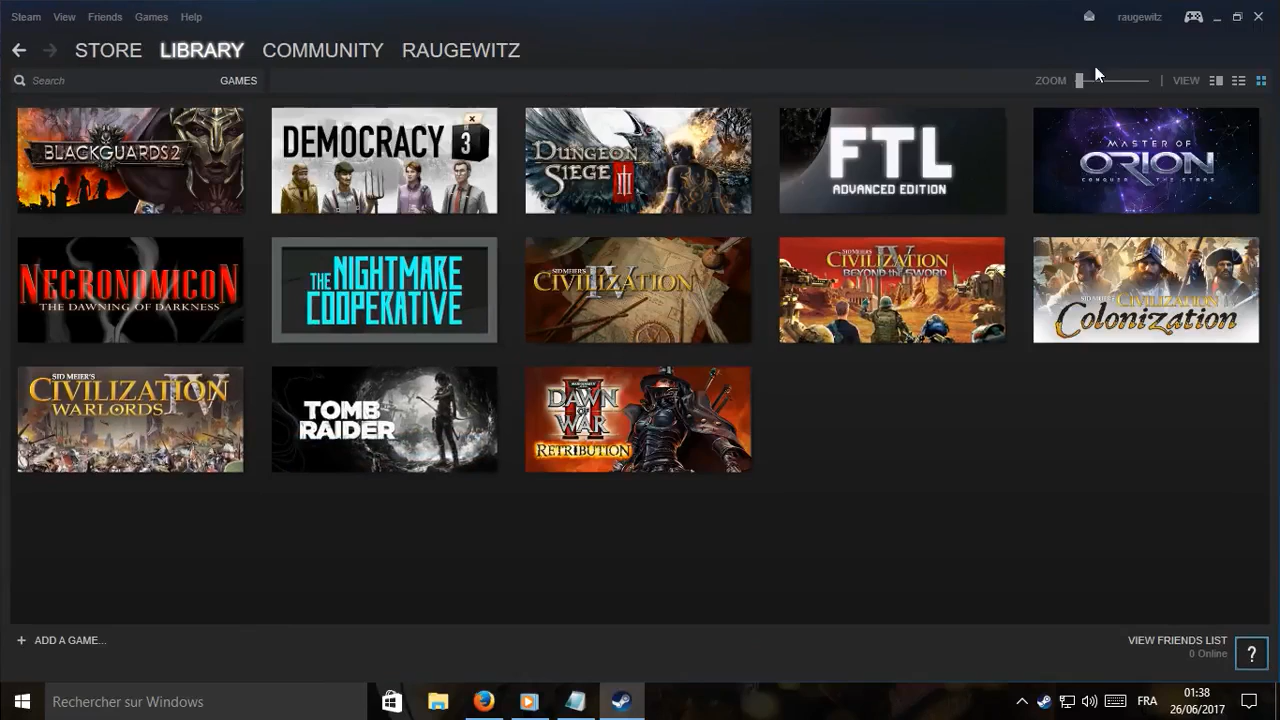 Steam View Friends Games Help raugewitz
STORE LIBRARY COMMUNITY RAUGEWITZ
Search GAMES ZOOM VIEW
BLACKGUARDS 2
DEMOCRACY 3
DUNGEON
SIEGE III
FTL
ADVANCED EDITION
MASTER OF
ORION
CONQUER THE STARS
NECRONOMICON
THE DAWNING OF DARKNESS
THE NIGHTMARE
COOPERATIVE
SID MEIER'S
CIVILIZATION IV
SID MEIER'S
CIVILIZATION IV
BEYOND THE SWORD
SID MEIER'S
CIVILIZATION IV
Colonization
SID MEIER'S
CIVILIZATION IV
WARLORDS
TOMB
RAIDER
WARHAMMER
DAWN
OF
WAR
II
RETRIBUTION
+ ADD A GAME...
VIEW FRIENDS LIST
0 Online
?
Rechercher sur Windows
FRA
01:38
26/06/2017